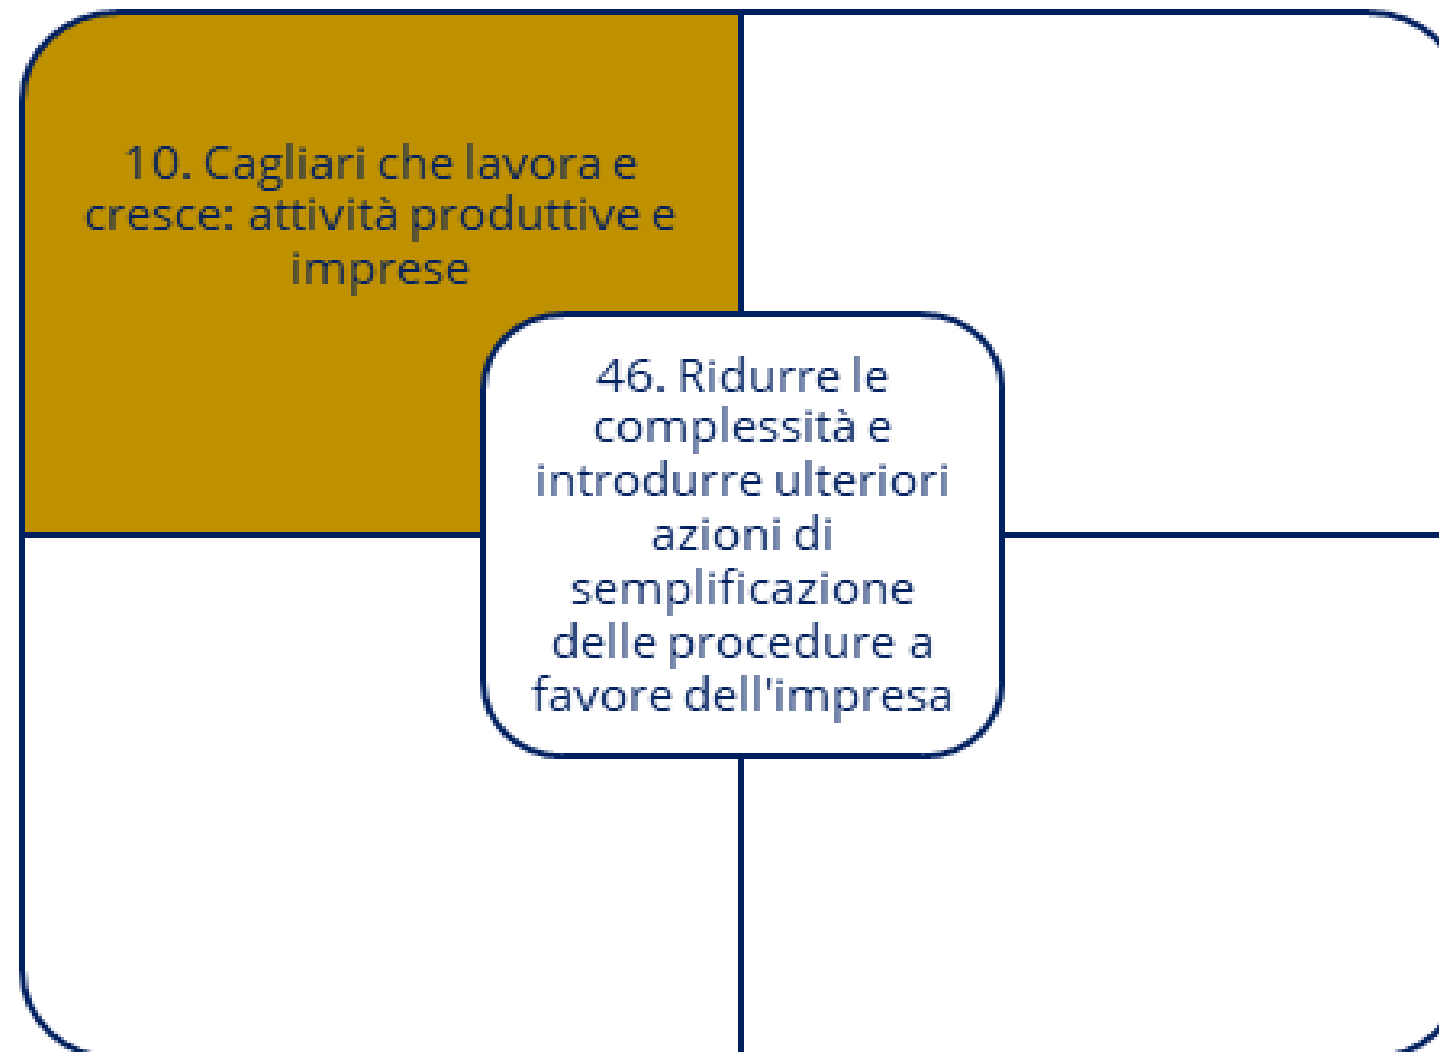 10. Cagliari che lavora e
cresce: attività produttive e
imprese
46. Ridurre le
complessità e
introdurre ulteriori
azioni di
semplificazione
delle procedure a
favore dell'impresa